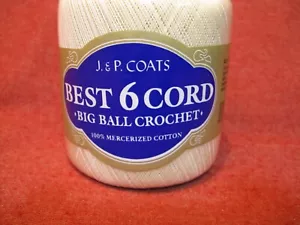 J. & P. COATS
BEST 6 CORD
• BIG BALL CROCHET •
100% MERCERIZED COTTON